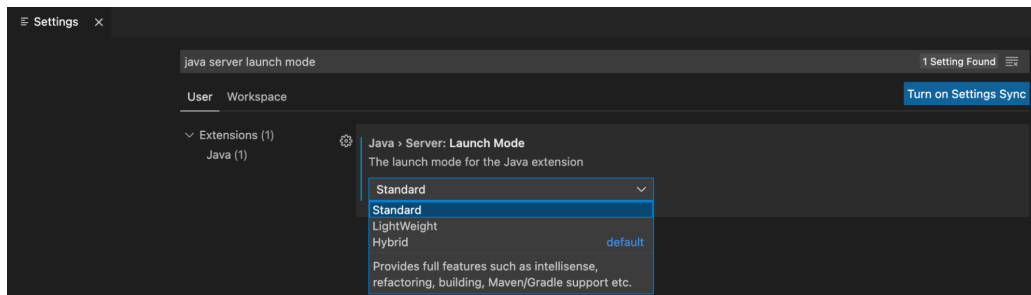 Settings
java server launch mode
1 Setting Found
User Workspace
Turn on Settings Sync
Extensions (1)
Java (1)
Java › Server: Launch Mode
The launch mode for the Java extension
Standard
Standard
LightWeight
Hybrid default
Provides full features such as intellisense,
refactoring, building, Maven/Gradle support etc.